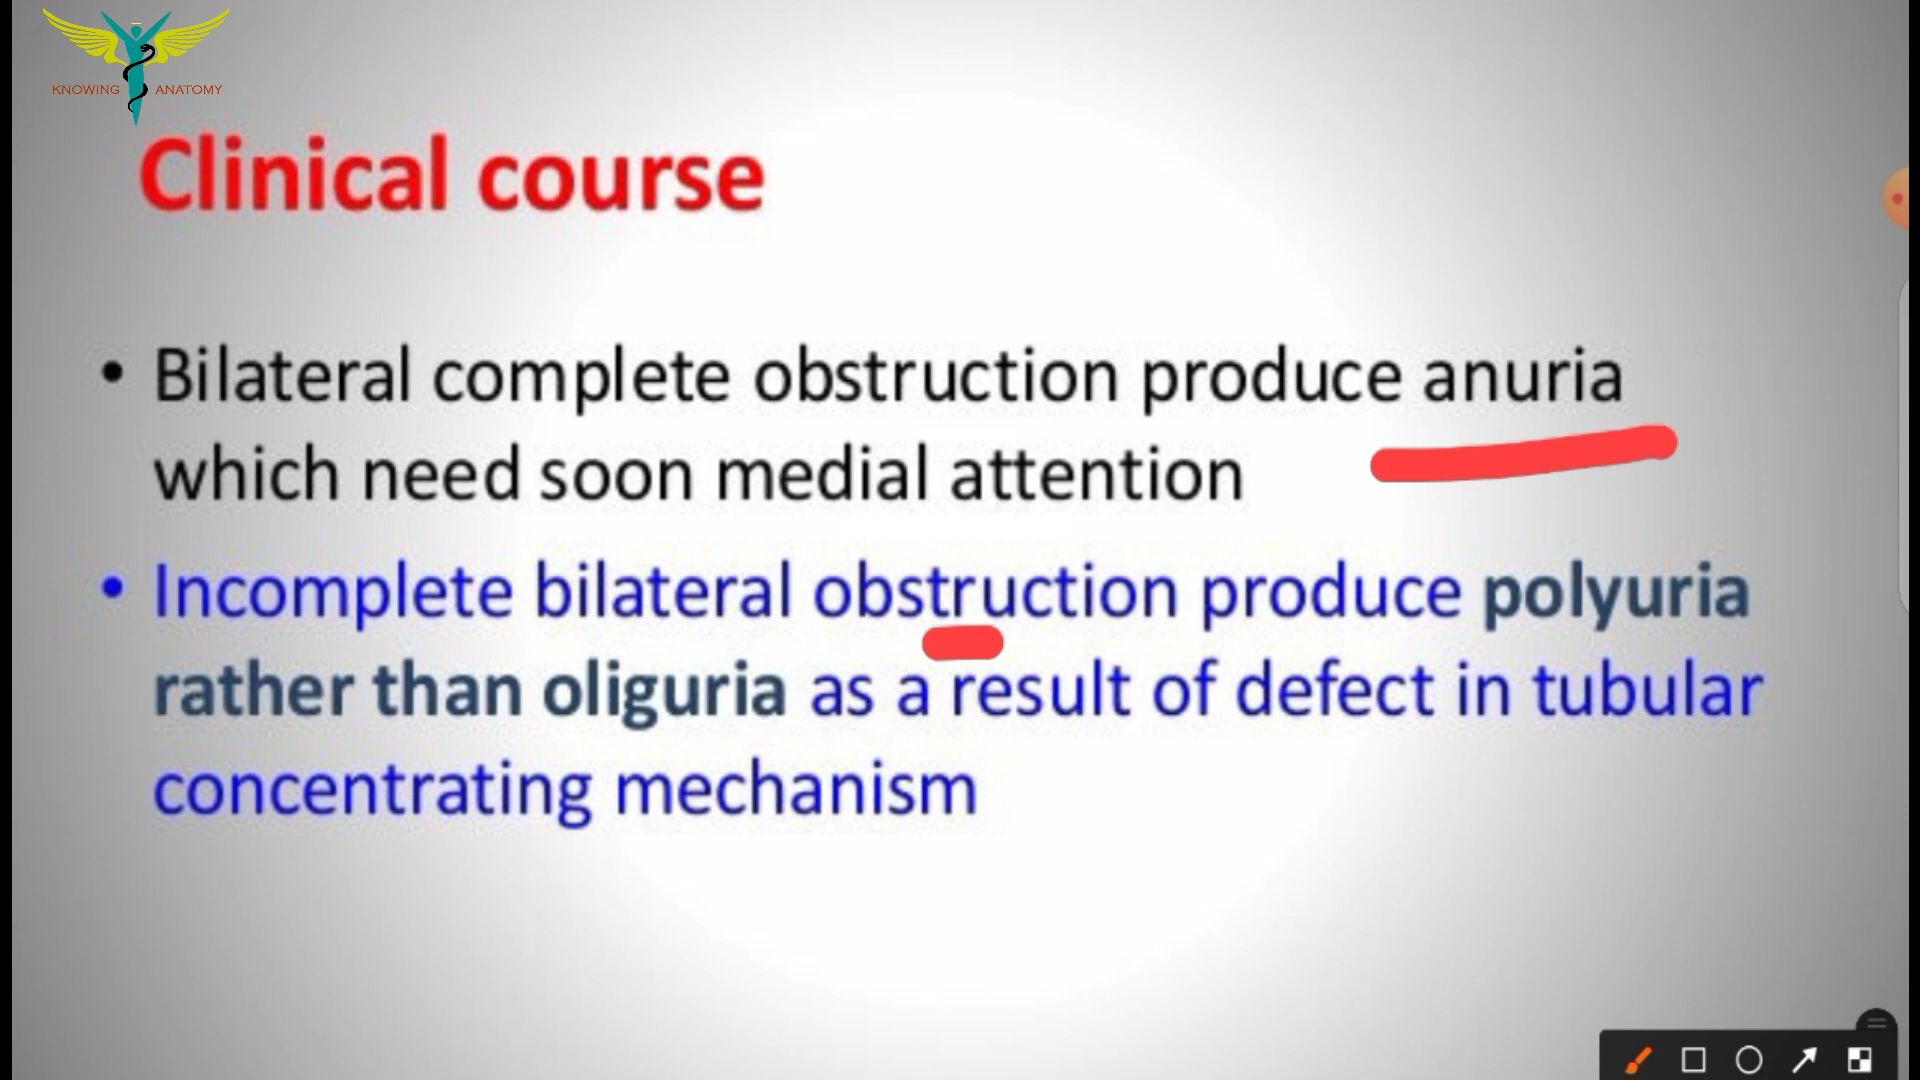 KNOWING ANATOMY
Clinical course
• Bilateral complete obstruction produce anuria
which need soon medial attention
• Incomplete bilateral obstruction produce polyuria
rather than oliguria as a result of defect in tubular
concentrating mechanism